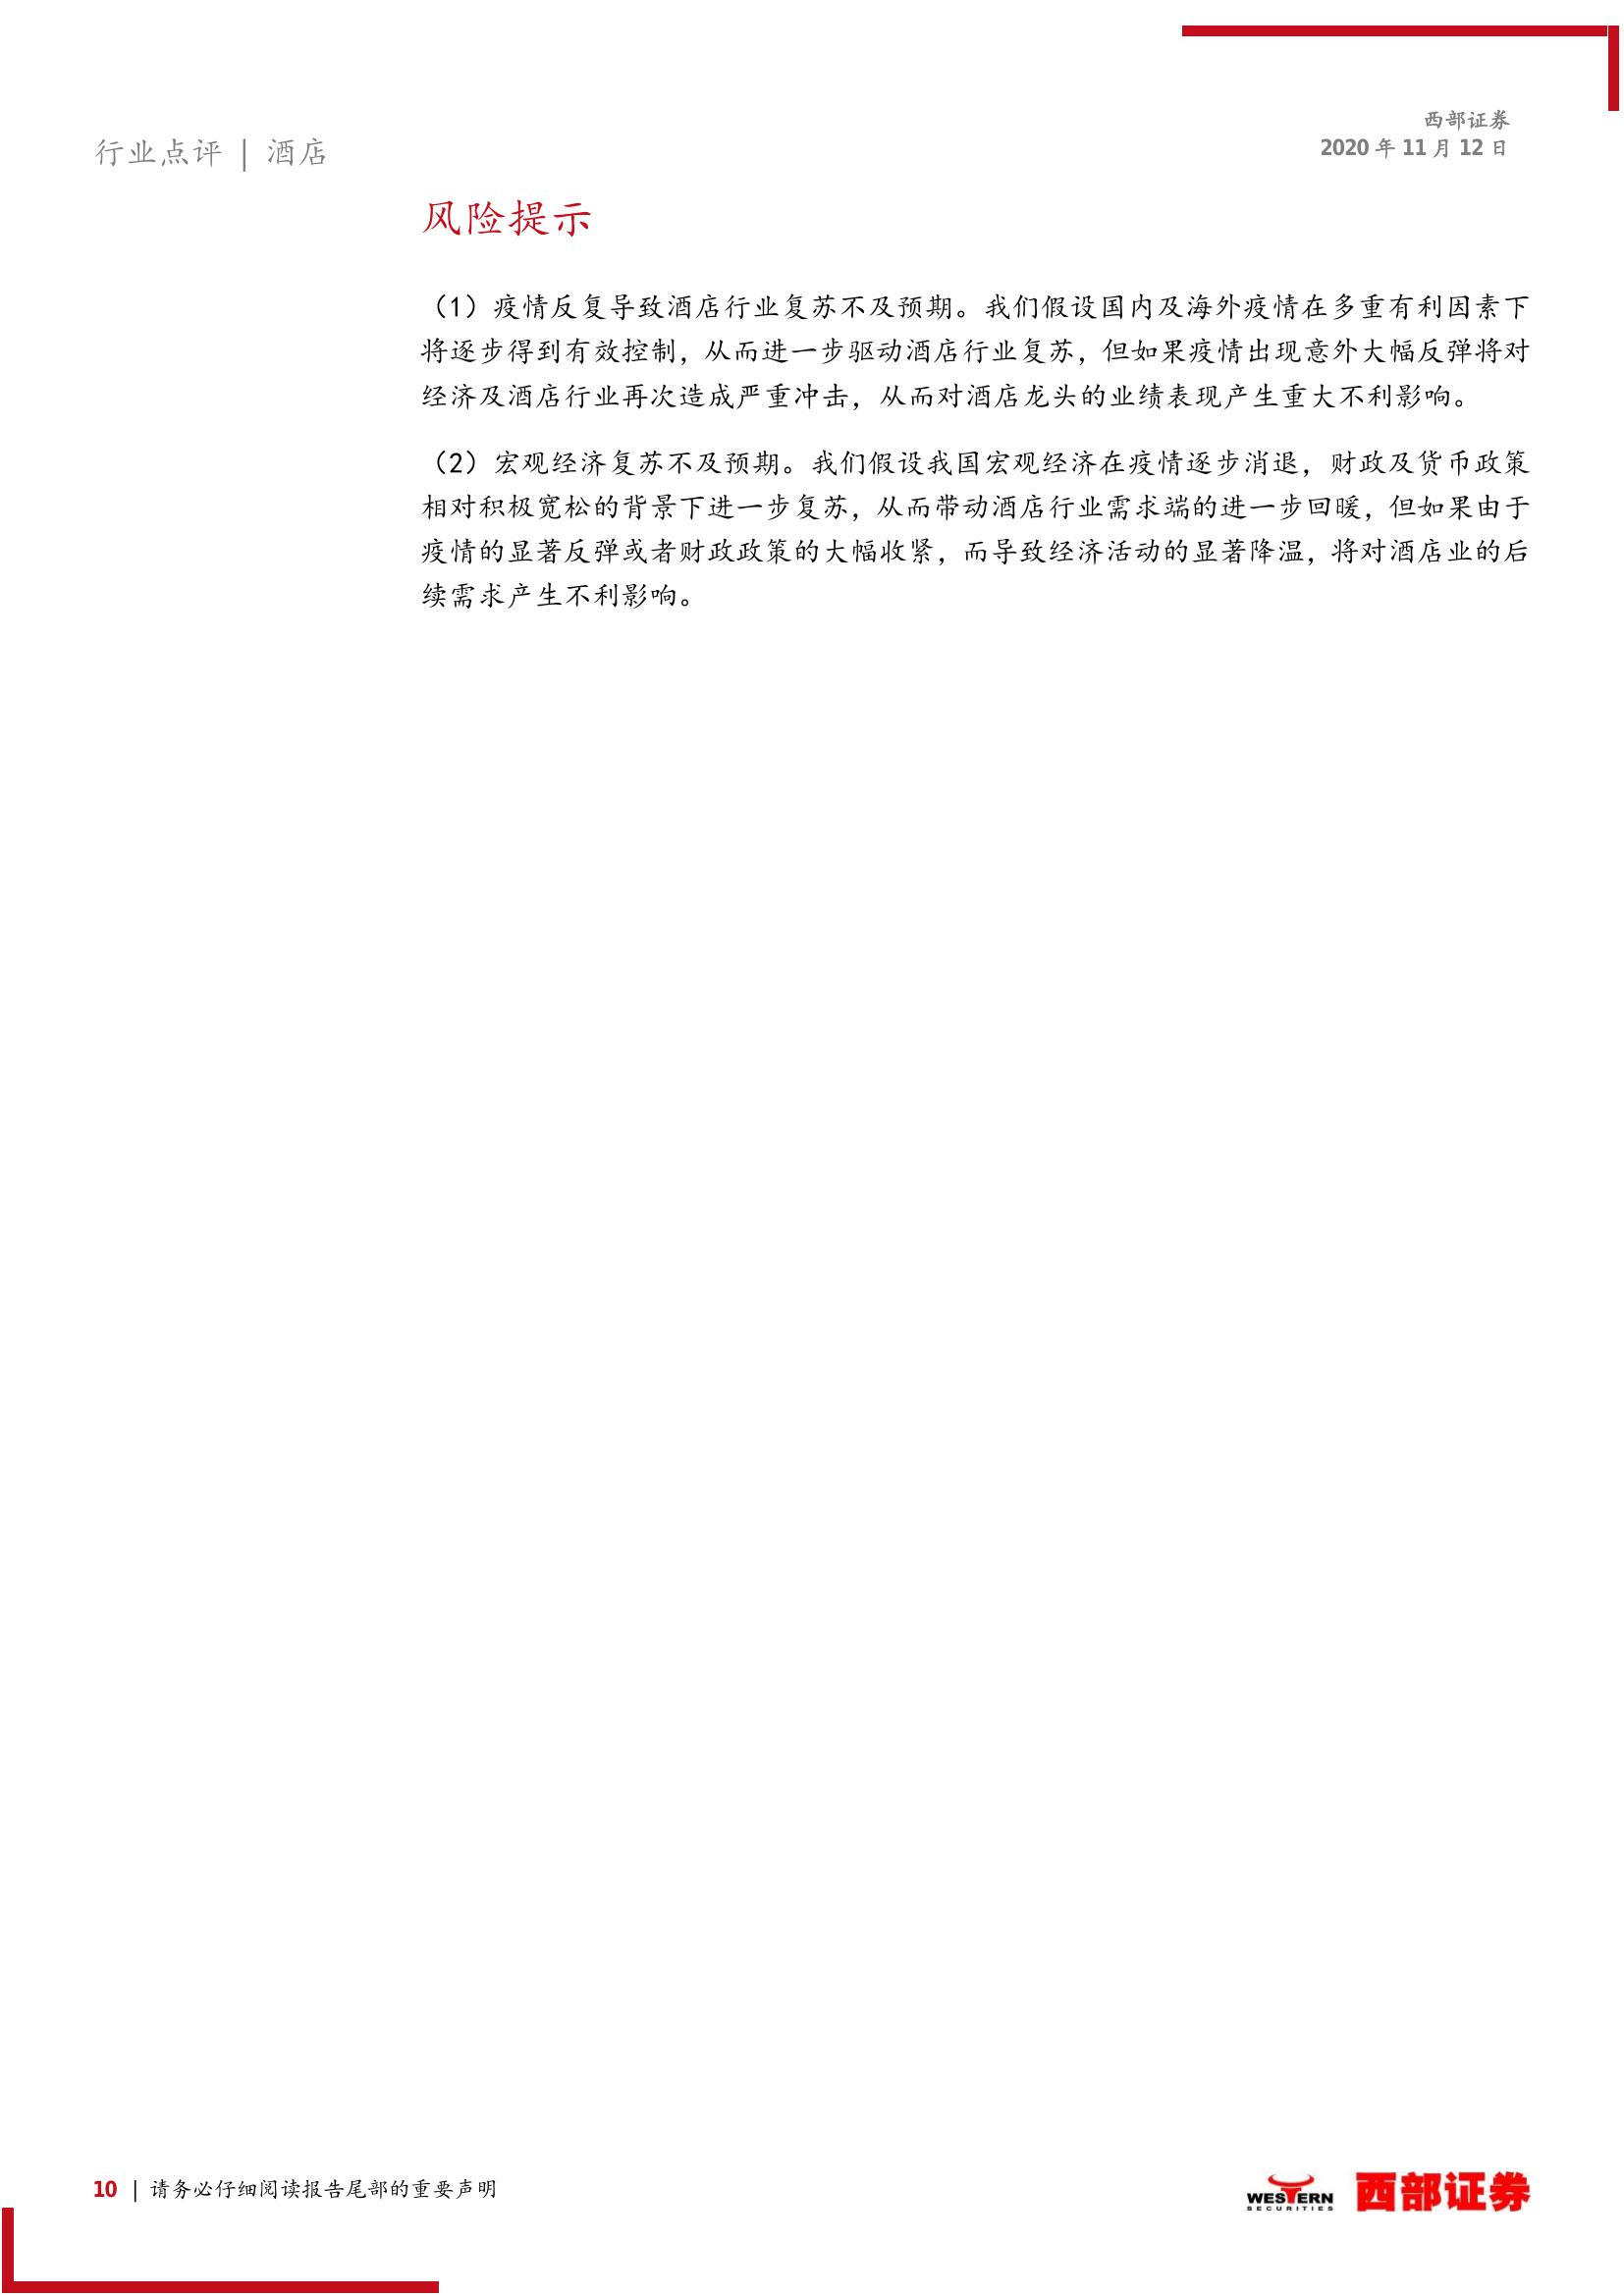 西部证券
行业点评 | 酒店
2020 年 11 月 12 日
风险提示
（1）疫情反复导致酒店行业复苏不及预期。我们假设国内及海外疫情在多重有利因素下
将逐步得到有效控制，从而进一步驱动酒店行业复苏，但如果疫情出现意外大幅反弹将对
经济及酒店行业再次造成严重冲击，从而对酒店龙头的业绩表现产生重大不利影响。
（2）宏观经济复苏不及预期。我们假设我国宏观经济在疫情逐步消退，财政及货币政策
相对积极宽松的背景下进一步复苏，从而带动酒店行业需求端的进一步回暖，但如果由于
疫情的显著反弹或者财政政策的大幅收紧，而导致经济活动的显著降温，将对酒店业的后
续需求产生不利影响。
10 | 请务必仔细阅读报告尾部的重要声明
WESTERN
SECURITIES
西部证券